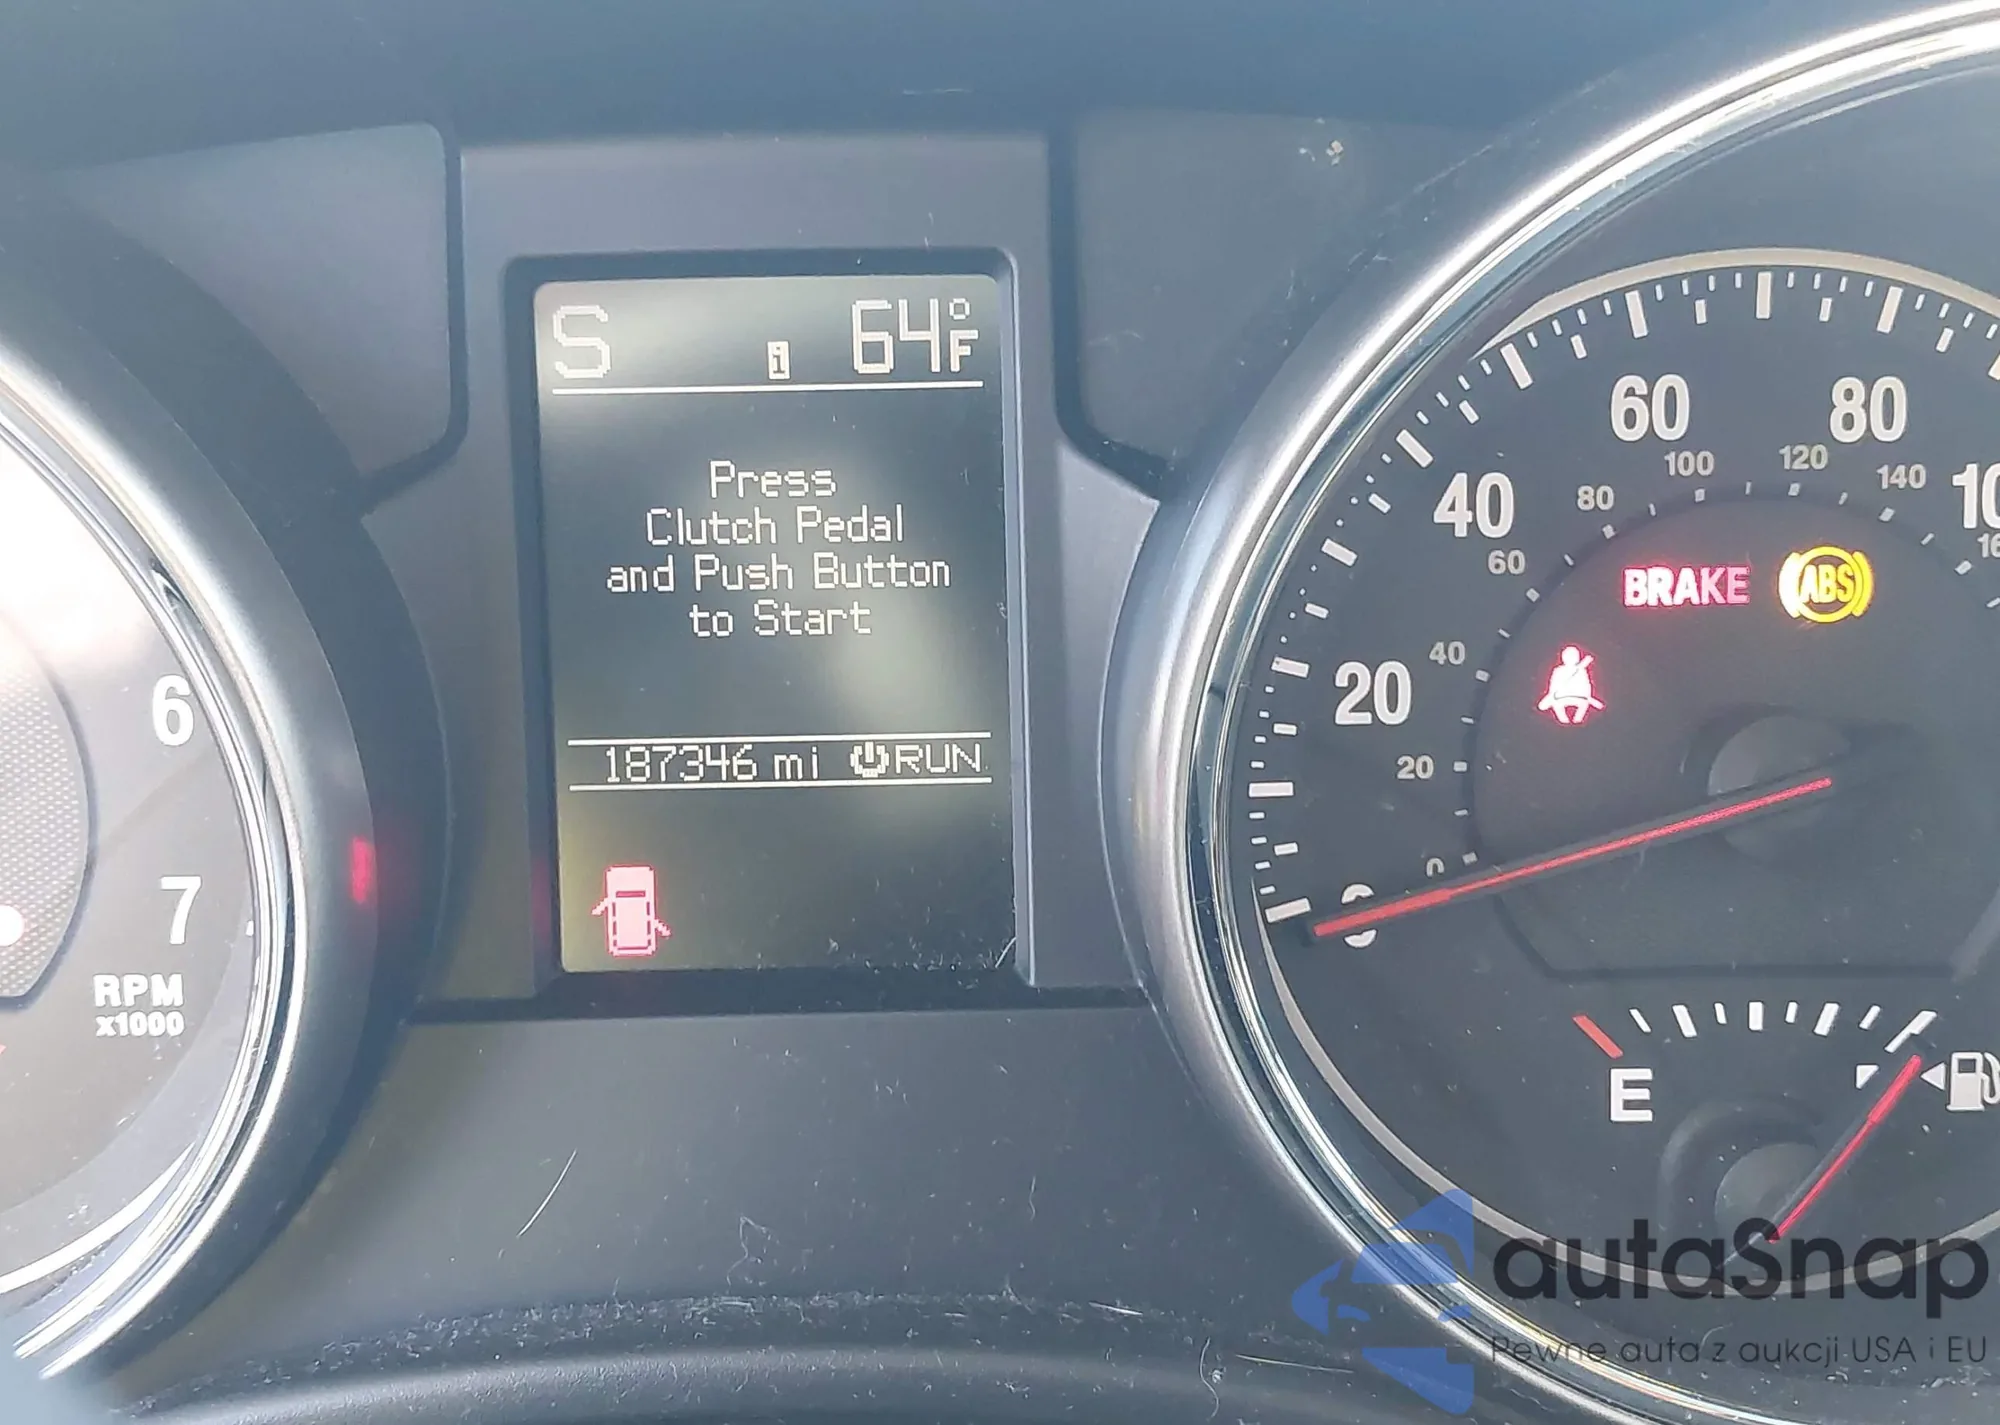 S i 64°F
Press
Clutch Pedal
and Push Button
to Start
187346 mi RUN
6
7
RPM
x1000
0
20
40
60
80
0
20
40
60
80
100
120
140
BRAKE ABS
E
autaSnap
Pewne auta z aukcji USA i EU